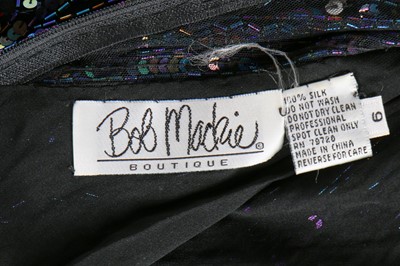 Bob Mackie®
BOUTIQUE
100% SILK
DO NOT WASH
DO NOT DRY CLEAN
PROFESSIONAL
SPOT CLEAN ONLY
RN 79720
MADE IN CHINA
REVERSE FOR CARE
6